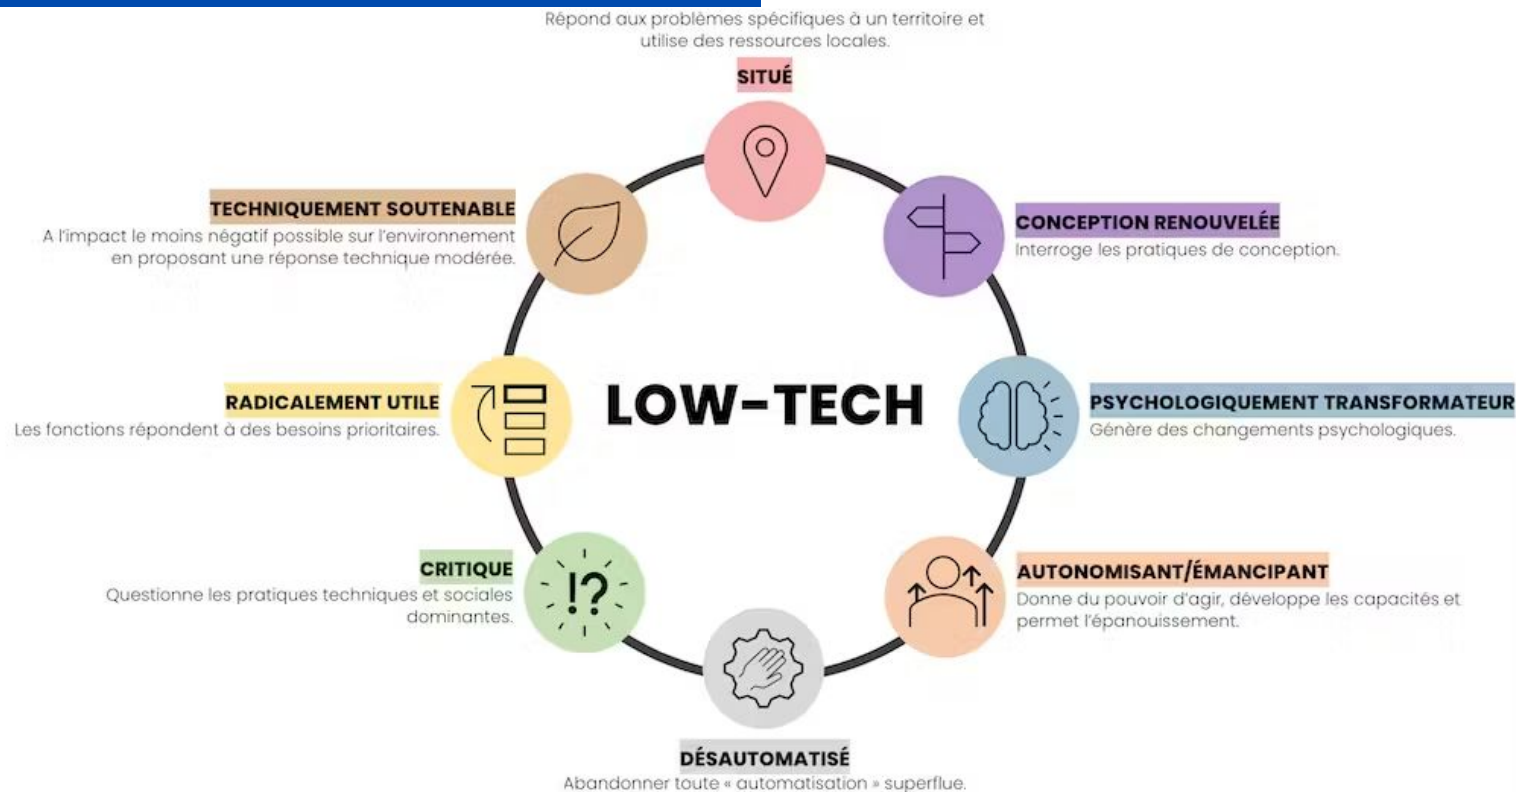 Répond aux problèmes spécifiques à un territoire et
utilise des ressources locales.
SITUÉ
TECHNIQUEMENT SOUTENABLE
A l'impact le moins négatif possible sur l'environnement
en proposant une réponse technique modérée.
CONCEPTION RENOUVELÉE
Interroge les pratiques de conception.
LOW-TECH
RADICALEMENT UTILE
Les fonctions répondent à des besoins prioritaires.
PSYCHOLOGIQUEMENT TRANSFORMATEUR
Génère des changements psychologiques.
CRITIQUE
Questionne les pratiques techniques et sociales
dominantes.
!?
AUTONOMISANT/ÉMANCIPANT
Donne du pouvoir d'agir, développe les capacités et
permet l'épanouissement.
DÉSAUTOMATISÉ
Abandonner toute « automatisation » superflue.